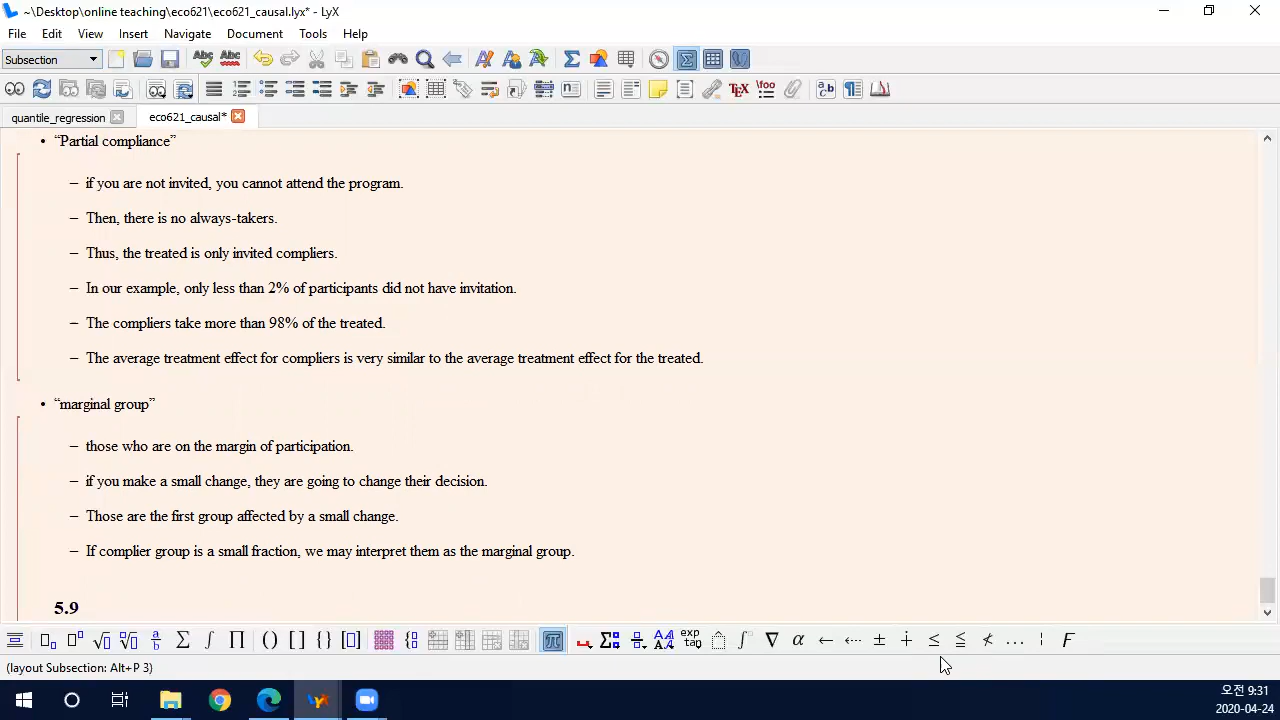 ~\Desktop\online teaching\eco621\eco621_causal.lyx* - LyX
File Edit View Insert Navigate Document Tools Help
Subsection
quantile_regression eco621_causal*
• “Partial compliance”
– if you are not invited, you cannot attend the program.
– Then, there is no always-takers.
– Thus, the treated is only invited compliers.
– In our example, only less than 2% of participants did not have invitation.
– The compliers take more than 98% of the treated.
– The average treatment effect for compliers is very similar to the average treatment effect for the treated.
• “marginal group”
– those who are on the margin of participation.
– if you make a small change, they are going to change their decision.
– Those are the first group affected by a small change.
– If complier group is a small fraction, we may interpret them as the marginal group.
5.9
(layout Subsection: Alt+P 3)
오전 9:31
2020-04-24